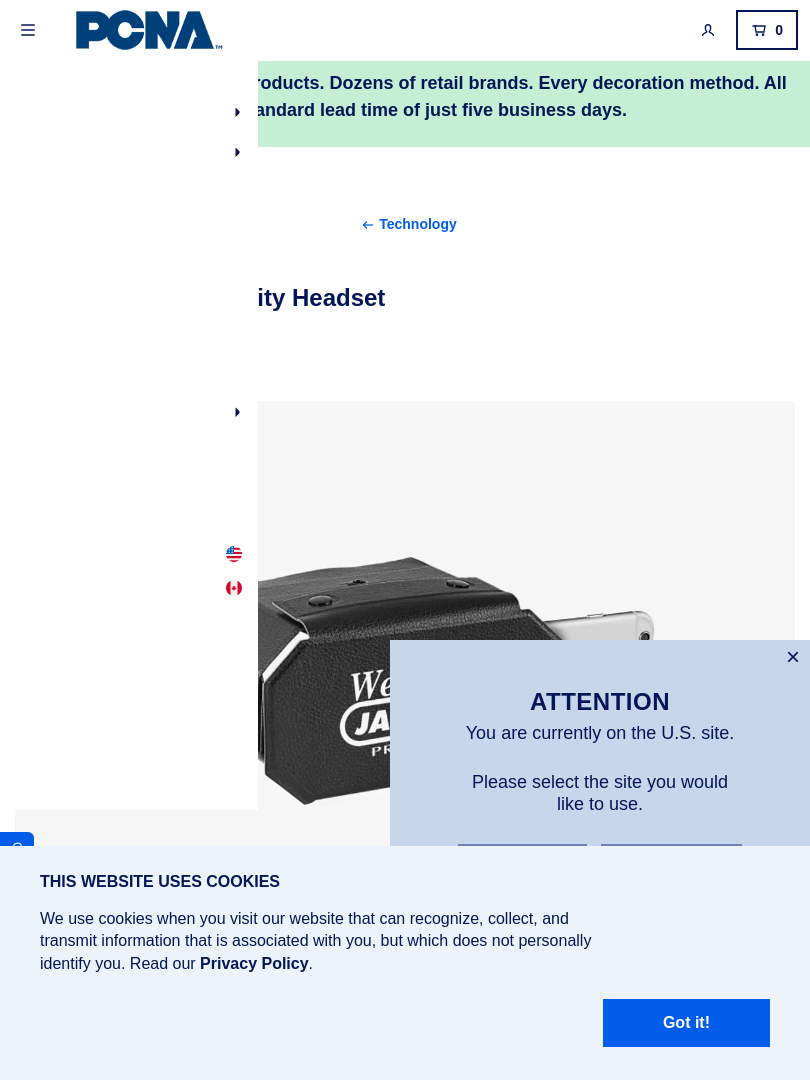 PCNA™
0
roducts. Dozens of retail brands. Every decoration method. All
andard lead time of just five business days.
← Technology
ity Headset
We
JA
PR
ATTENTION
You are currently on the U.S. site.
Please select the site you would
like to use.
THIS WEBSITE USES COOKIES
We use cookies when you visit our website that can recognize, collect, and
transmit information that is associated with you, but which does not personally
identify you. Read our Privacy Policy.
Got it!